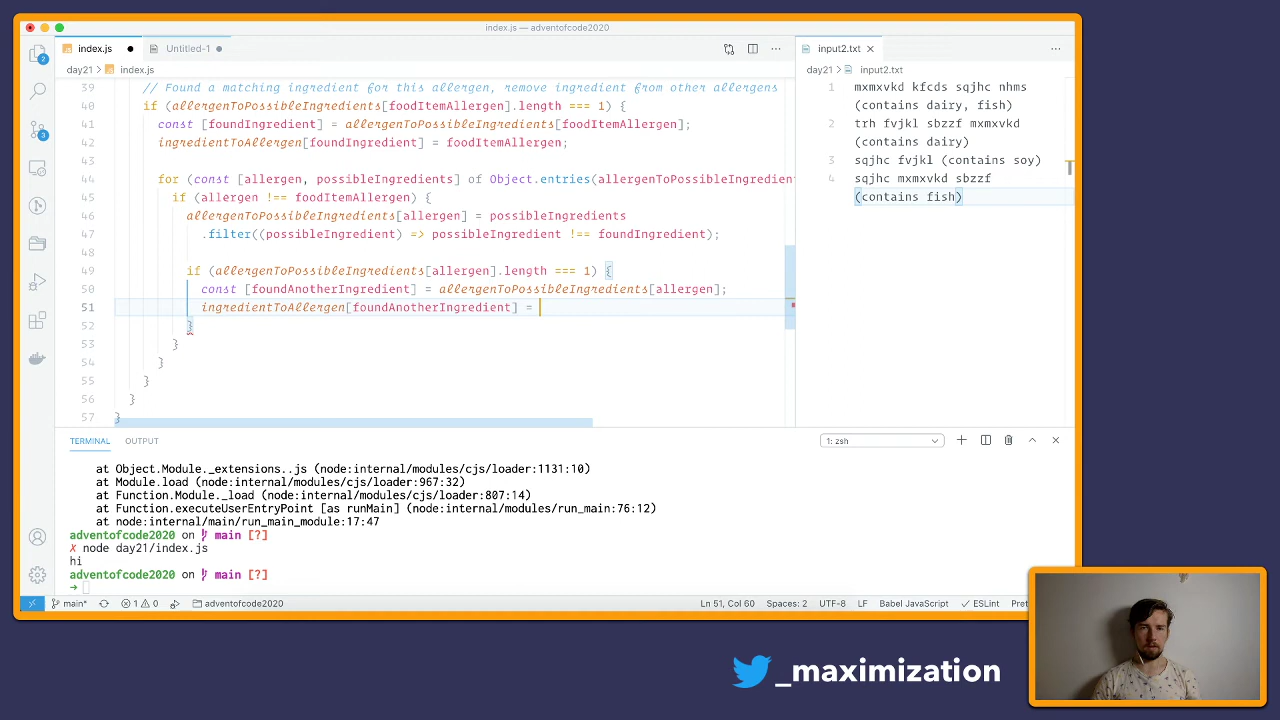 index.js — adventofcode2020
index.js
Untitled-1
input2.txt
day21 > index.js
day21 > input2.txt
39 // Found a matching ingredient for this allergen, remove ingredient from other allergens
40 if (allergenToPossibleIngredients[foodItemAllergen].length === 1) {
41 const [foundIngredient] = allergenToPossibleIngredients[foodItemAllergen];
42 ingredientToAllergen[foundIngredient] = foodItemAllergen;
43
44 for (const [allergen, possibleIngredients] of Object.entries(allergenToPossibleIngredient
45 if (allergen !== foodItemAllergen) {
46 allergenToPossibleIngredients[allergen] = possibleIngredients
47 .filter((possibleIngredient) => possibleIngredient !== foundIngredient);
48
49 if (allergenToPossibleIngredients[allergen].length === 1) {
50 const [foundAnotherIngredient] = allergenToPossibleIngredients[allergen];
51 ingredientToAllergen[foundAnotherIngredient] =
52 }
53 }
54 }
55 }
56 }
57 }
1 mxmxvkd kfcds sqjhc nhms
(contains dairy, fish)
2 trh fvjkl sbzzf mxmxvkd
(contains dairy)
3 sqjhc fvjkl (contains soy)
4 sqjhc mxmxvkd sbzzf
(contains fish)
TERMINAL OUTPUT
1: zsh
at Object.Module._extensions..js (node:internal/modules/cjs/loader:1131:10)
at Module.load (node:internal/modules/cjs/loader:967:32)
at Function.Module._load (node:internal/modules/cjs/loader:807:14)
at Function.executeUserEntryPoint [as runMain] (node:internal/modules/run_main:76:12)
at node:internal/main/run_main_module:17:47
adventofcode2020 on main [?]
✗ node day21/index.js
hi
adventofcode2020 on main [?]
→
main* 1 0 adventofcode2020 Ln 51, Col 60 Spaces: 2 UTF-8 LF Babel JavaScript ESLint Pret
_maximization